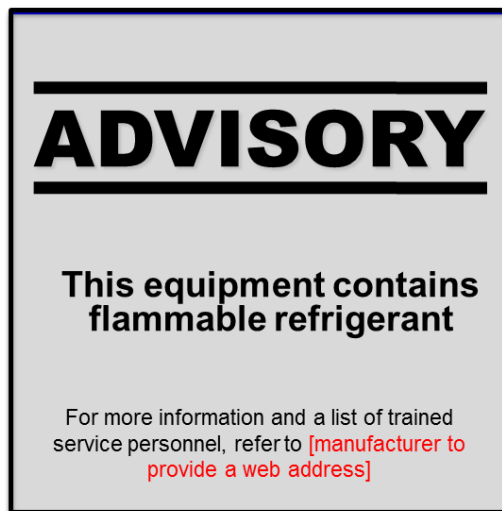 ADVISORY
This equipment contains
flammable refrigerant
For more information and a list of trained
service personnel, refer to [manufacturer to
provide a web address]